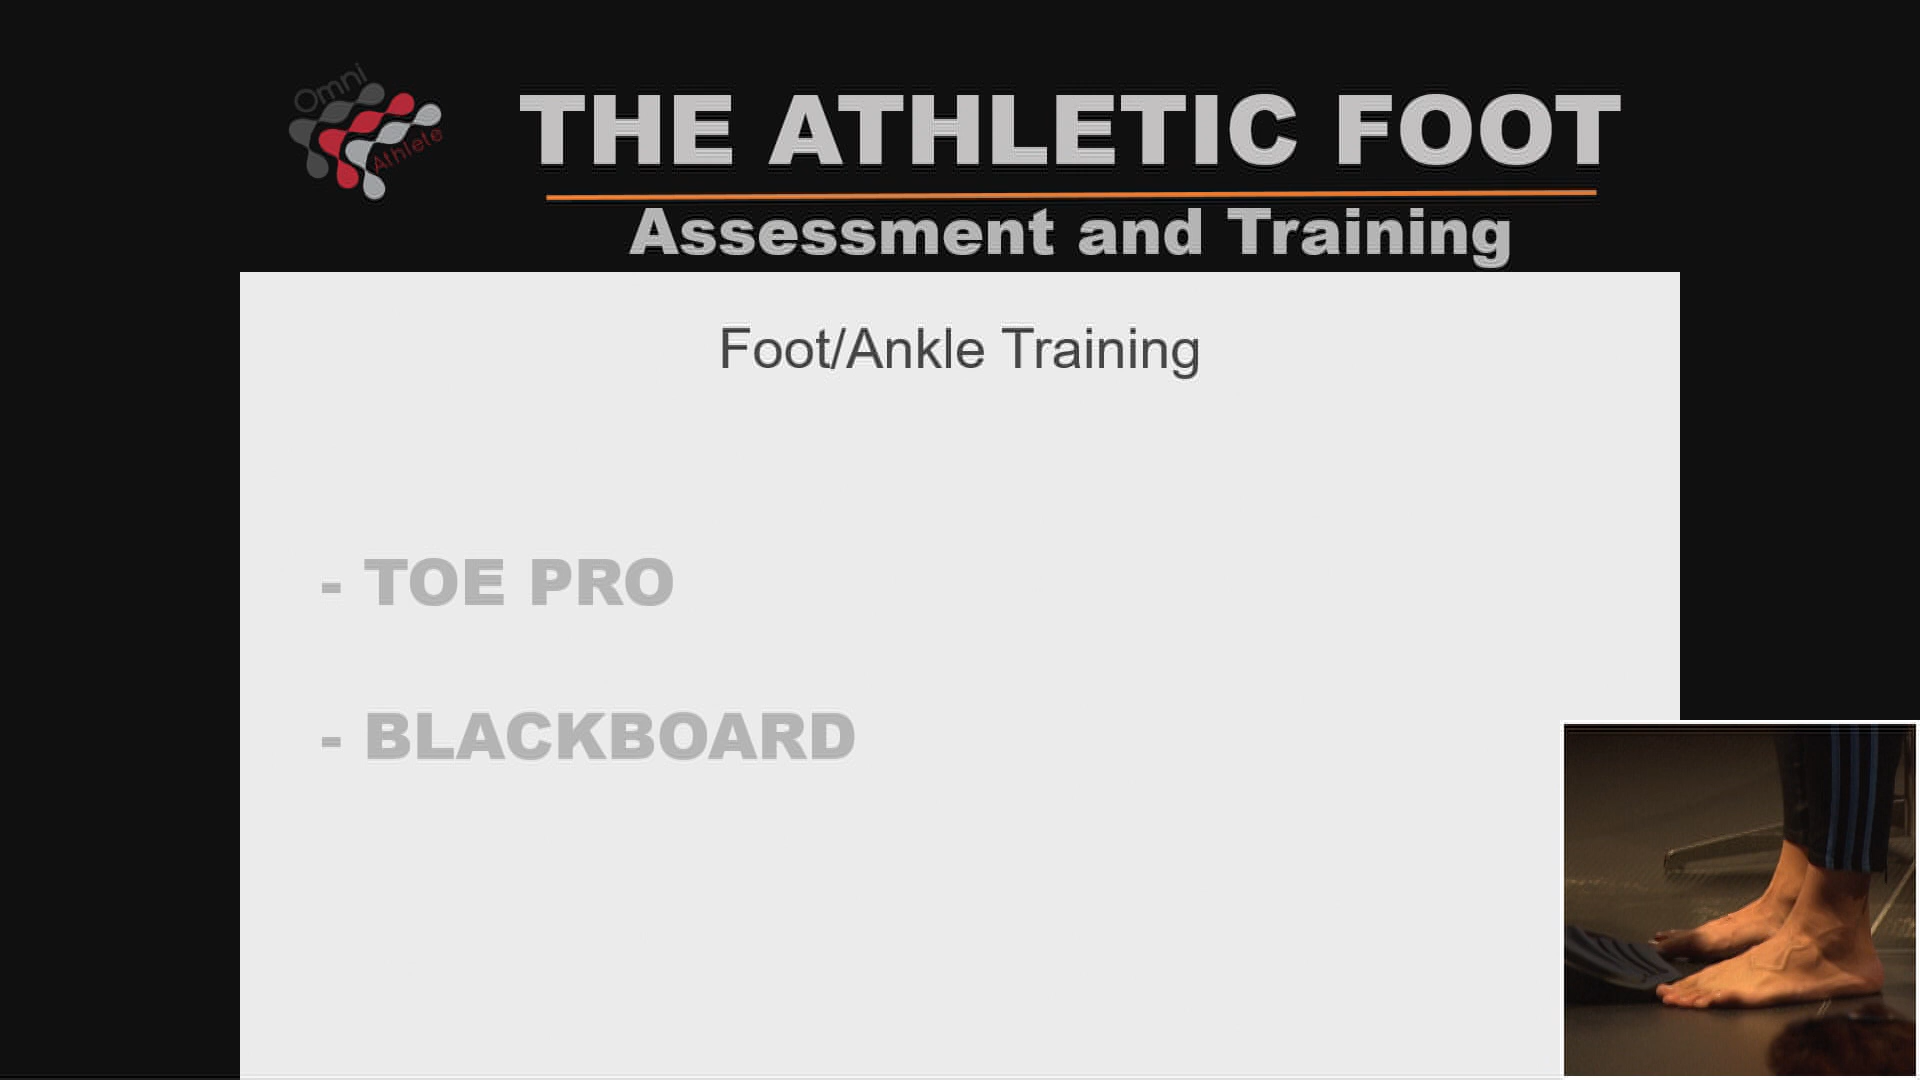 Omni
Athlete
THE ATHLETIC FOOT
Assessment and Training
Foot/Ankle Training
- TOE PRO
- BLACKBOARD